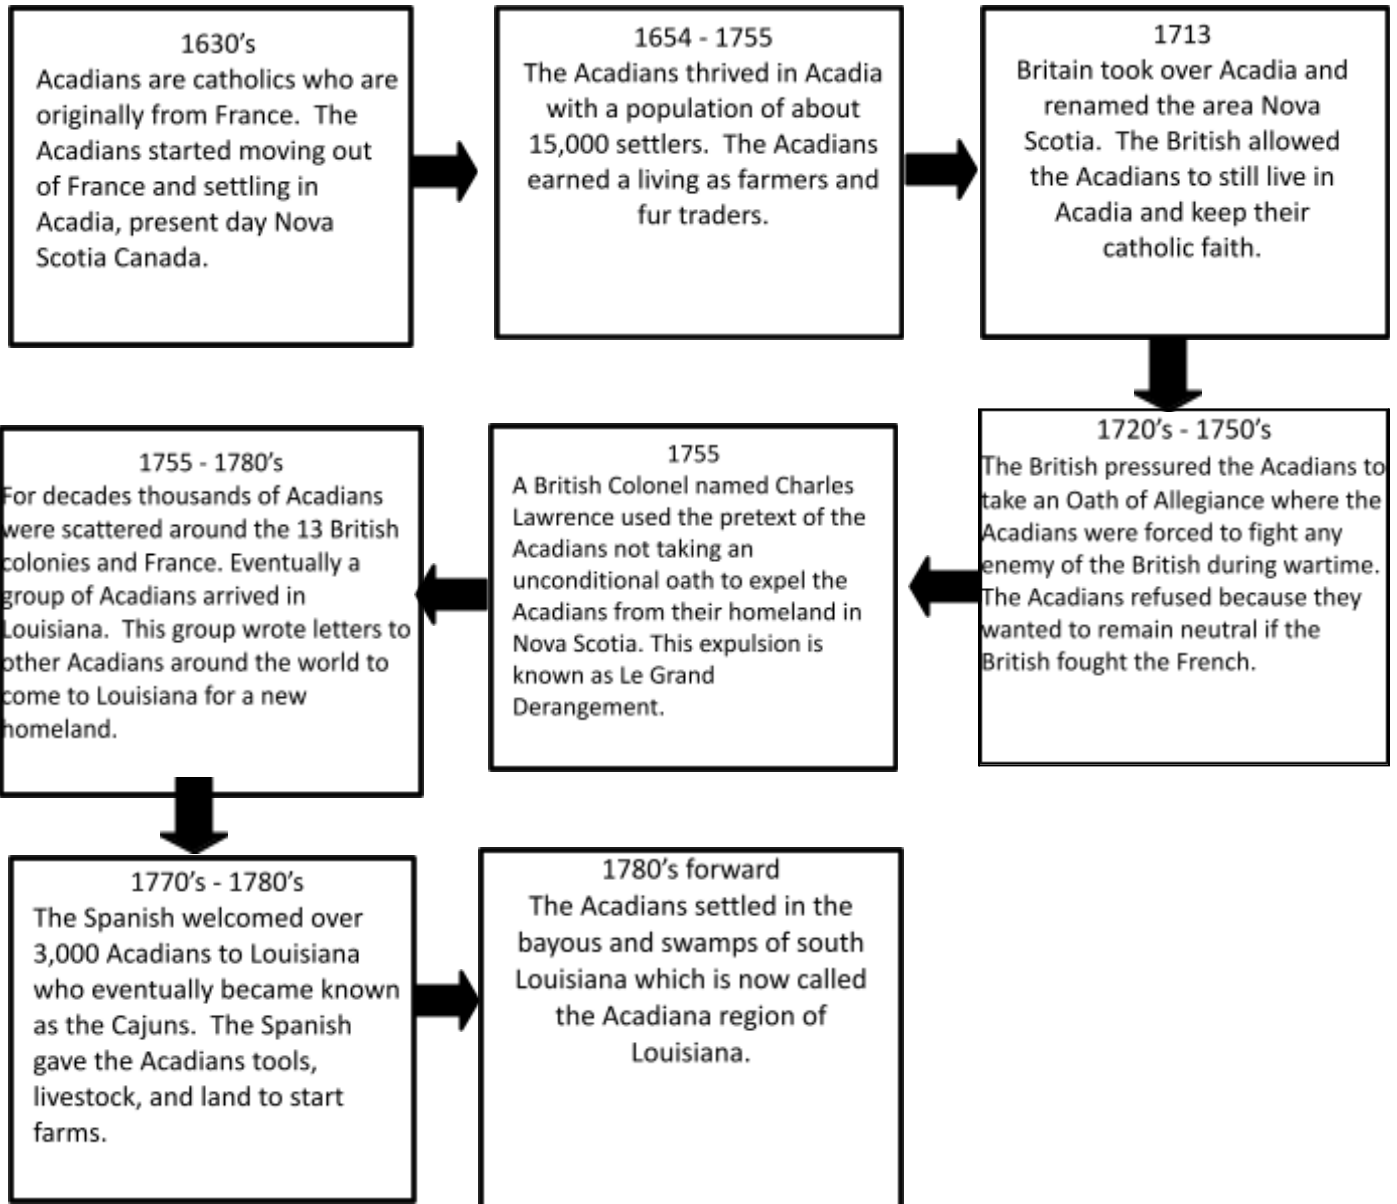 1630's
Acadians are catholics who are
originally from France.  The
Acadians started moving out
of France and settling in
Acadia, present day Nova
Scotia Canada.
1654 - 1755
The Acadians thrived in Acadia
with a population of about
15,000 settlers.  The Acadians
earned a living as farmers and
fur traders.
1713
Britain took over Acadia and
renamed the area Nova
Scotia.  The British allowed
the Acadians to still live in
Acadia and keep their
catholic faith.
1720's - 1750's
The British pressured the Acadians to
take an Oath of Allegiance where the
Acadians were forced to fight any
enemy of the British during wartime.
The Acadians refused because they
wanted to remain neutral if the
British fought the French.
1755
A British Colonel named Charles
Lawrence used the pretext of the
Acadians not taking an
unconditional oath to expel the
Acadians from their homeland in
Nova Scotia. This expulsion is
known as Le Grand
Derangement.
1755 - 1780's
For decades thousands of Acadians
were scattered around the 13 British
colonies and France. Eventually a
group of Acadians arrived in
Louisiana.  This group wrote letters to
other Acadians around the world to
come to Louisiana for a new
homeland.
1770's - 1780's
The Spanish welcomed over
3,000 Acadians to Louisiana
who eventually became known
as the Cajuns.  The Spanish
gave the Acadians tools,
livestock, and land to start
farms.
1780's forward
The Acadians settled in the
bayous and swamps of south
Louisiana which is now called
the Acadiana region of
Louisiana.